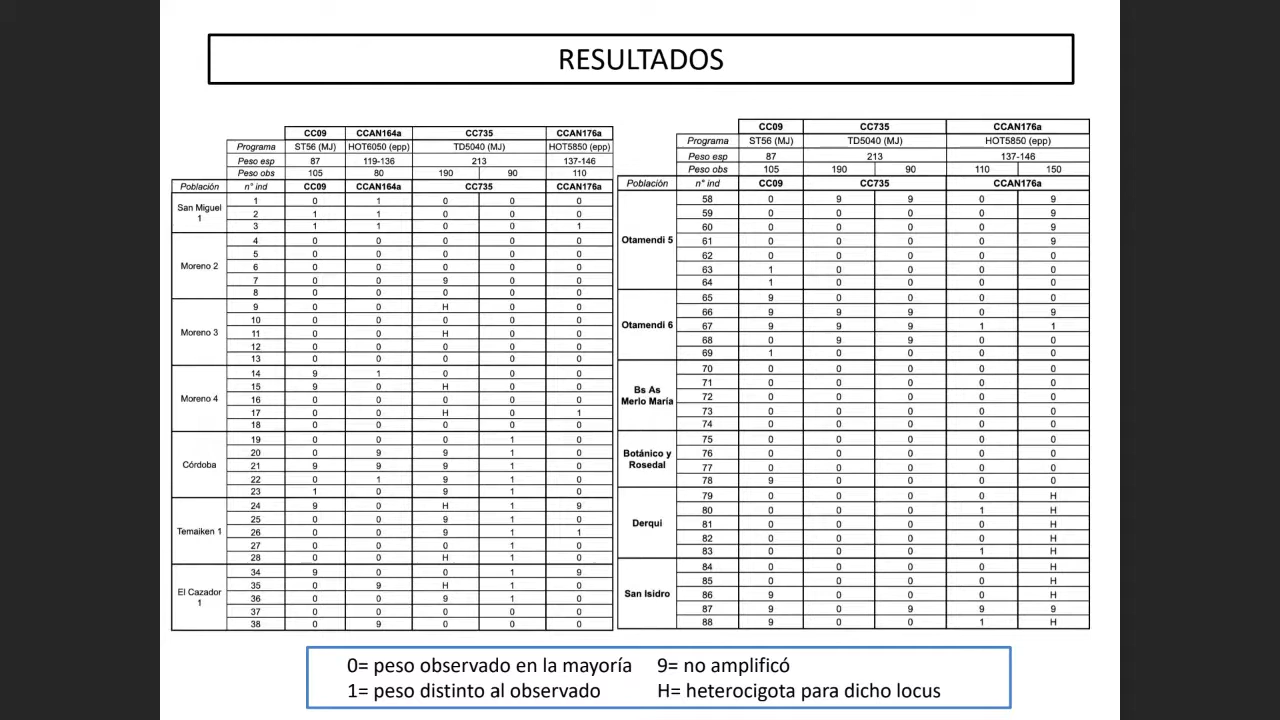 RESULTADOS
CC09 CCAN164a CC735 CCAN176a
Programa ST56 (MJ) HOT6050 (epp) TD5040 (MJ) HOT5850 (epp)
Peso esp 87 119-136 213 137-146
Peso obs 105 80 190 90 110
Población n° ind CC09 CCAN164a CC735 CCAN176a
San Miguel 1
1 0 1 0 0 0
2 1 1 0 0 0
3 1 1 0 0 1
Moreno 2
4 0 0 0 0 0
5 0 0 0 0 0
6 0 0 0 0 0
7 0 0 9 0 0
8 0 0 0 0 0
Moreno 3
9 0 0 H 0 0
10 0 0 0 0 0
11 0 0 H 0 0
12 0 0 0 0 0
13 0 0 0 0 0
Moreno 4
14 9 1 0 0 0
15 9 0 H 0 0
16 0 0 0 0 0
17 0 0 H 0 1
18 0 0 0 0 0
Córdoba
19 0 0 0 1 0
20 0 9 9 1 0
21 9 9 9 1 0
22 0 1 9 1 0
23 1 0 9 1 0
Temaiken 1
24 9 0 H 1 9
25 0 0 9 1 0
26 0 0 9 1 1
27 0 0 0 1 0
28 0 0 H 1 0
El Cazador 1
34 9 0 0 1 9
35 0 9 H 1 0
36 0 0 9 1 0
37 0 0 0 0 0
38 0 9 0 0 0
CC09 CC735 CCAN176a
Programa ST56 (MJ) TD5040 (MJ) HOT5850 (epp)
Peso esp 87 213 137-146
Peso obs 105 190 90 110 150
Población n° ind CC09 CC735 CCAN176a
Otamendi 5
58 0 9 9 0 9
59 0 0 0 0 9
60 0 0 0 0 9
61 0 0 0 0 9
62 0 0 0 0 0
63 1 0 0 0 0
64 1 0 0 0 0
Otamendi 6
65 9 0 0 0 0
66 9 9 9 0 9
67 9 9 9 1 1
68 0 9 9 0 0
69 1 0 0 0 0
Bs As
Merlo María
70 0 0 0 0 0
71 0 0 0 0 0
72 0 0 0 0 0
73 0 0 0 0 0
74 0 0 0 0 0
Botánico y
Rosedal
75 0 0 0 0 0
76 0 0 0 0 0
77 0 0 0 0 0
78 9 0 0 0 0
Derqui
79 0 0 0 0 H
80 0 0 0 1 H
81 0 0 0 0 H
82 0 0 0 0 H
83 0 0 0 1 H
San Isidro
84 0 0 0 0 H
85 0 0 0 0 H
86 9 0 0 0 H
87 9 0 9 9 9
88 9 0 0 1 H
0= peso observado en la mayoría 9= no amplificó
1= peso distinto al observado H= heterocigota para dicho locus